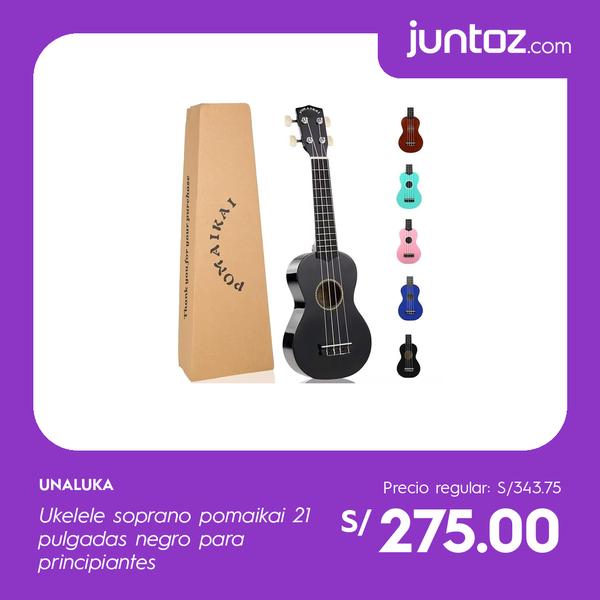 juntoz.com
POMAIKAI
Thank you for your purchase
POMAIKAI
UNALUKA
Ukelele soprano pomaikai 21
pulgadas negro para
principiantes
Precio regular: S/343.75
S/275.00